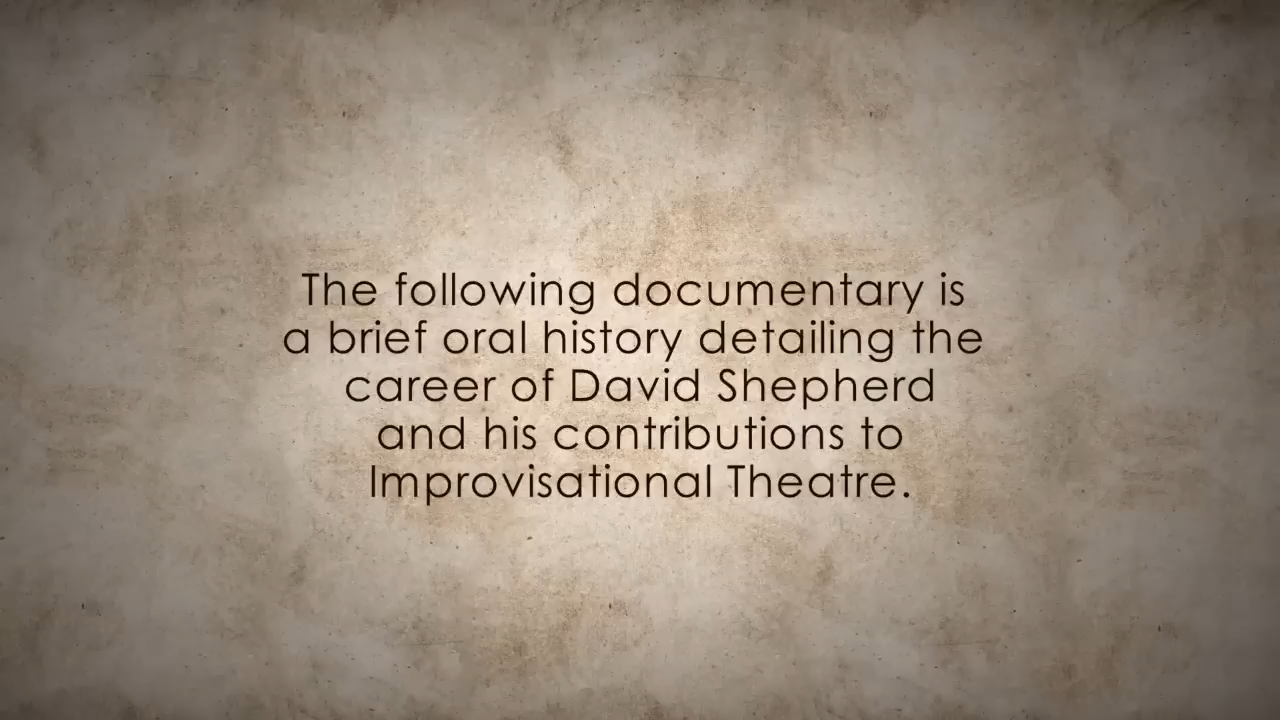 The following documentary is
a brief oral history detailing the
career of David Shepherd
and his contributions to
Improvisational Theatre.